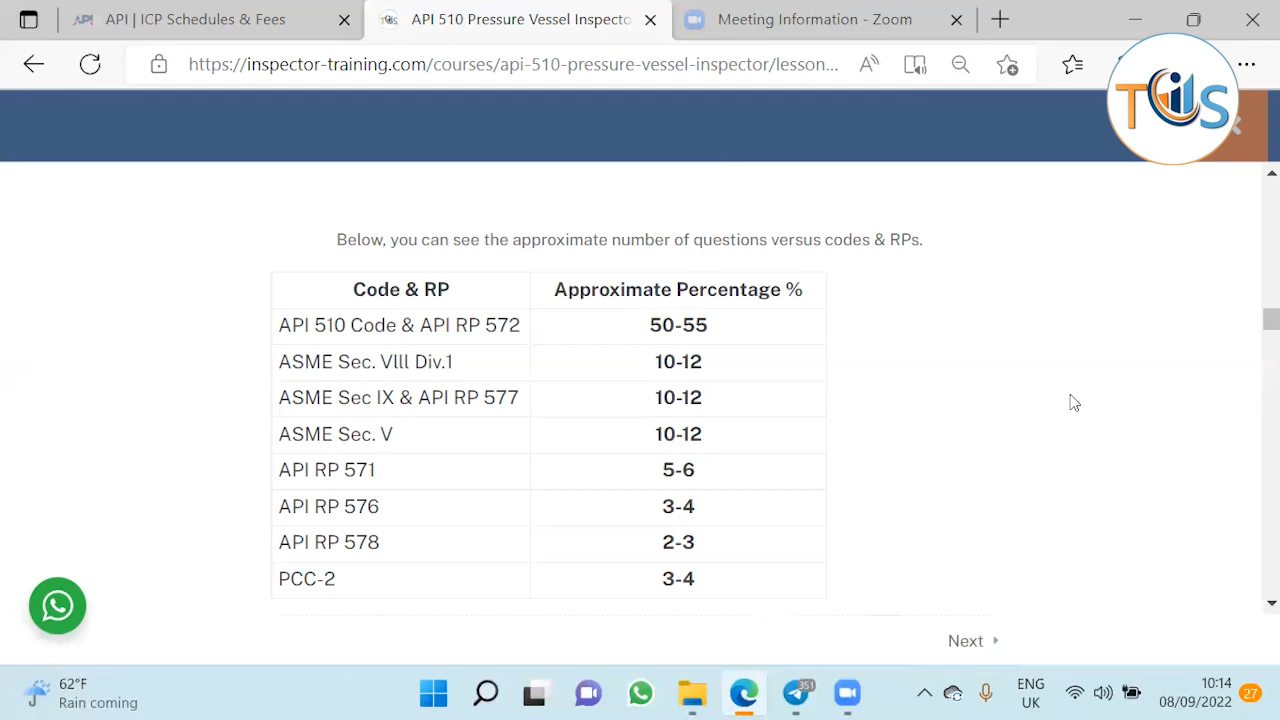 API | ICP Schedules & Fees
API 510 Pressure Vessel Inspecto
Meeting Information - Zoom
https://inspector-training.com/courses/api-510-pressure-vessel-inspector/lesson...
TIS
Below, you can see the approximate number of questions versus codes & RPs.
Code & RP Approximate Percentage %
API 510 Code & API RP 572 50-55
ASME Sec. Vlll Div.1 10-12
ASME Sec IX & API RP 577 10-12
ASME Sec. V 10-12
API RP 571 5-6
API RP 576 3-4
API RP 578 2-3
PCC-2 3-4
Next
62°F
Rain coming
351
ENG
UK
10:14
08/09/2022
27